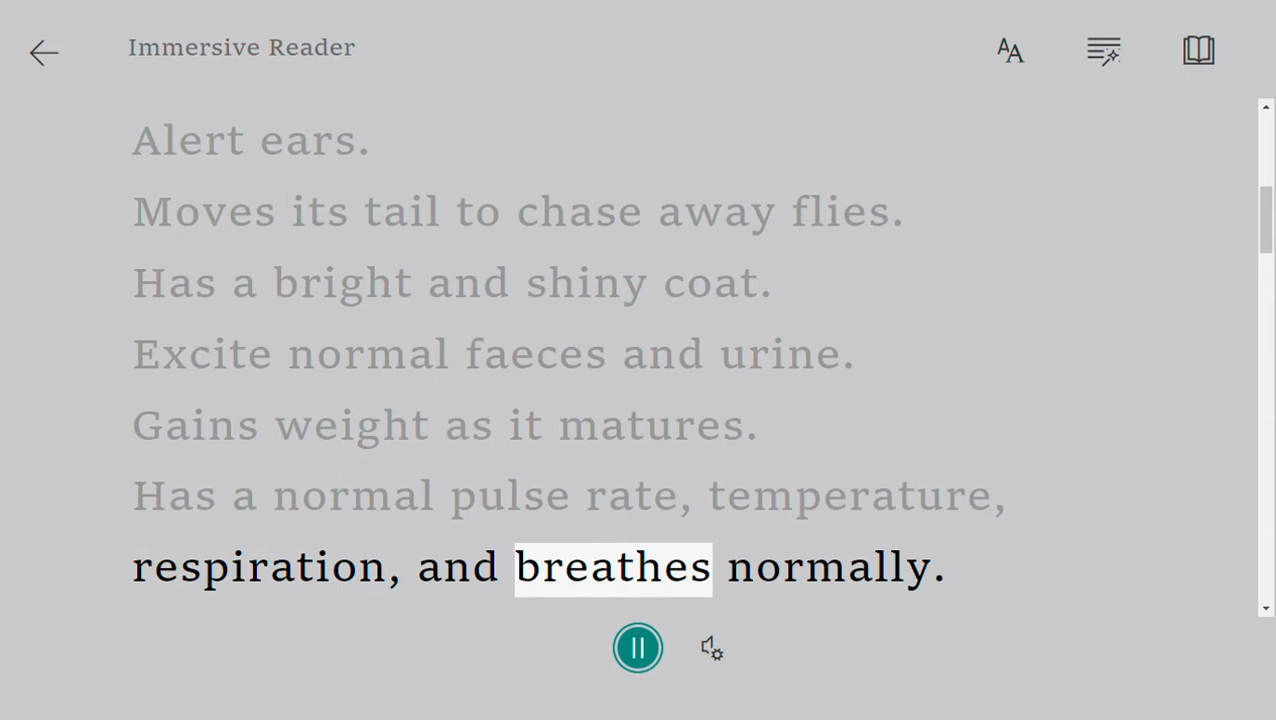 Immersive Reader
Alert ears.
Moves its tail to chase away flies.
Has a bright and shiny coat.
Excite normal faeces and urine.
Gains weight as it matures.
Has a normal pulse rate, temperature,
respiration, and breathes normally.